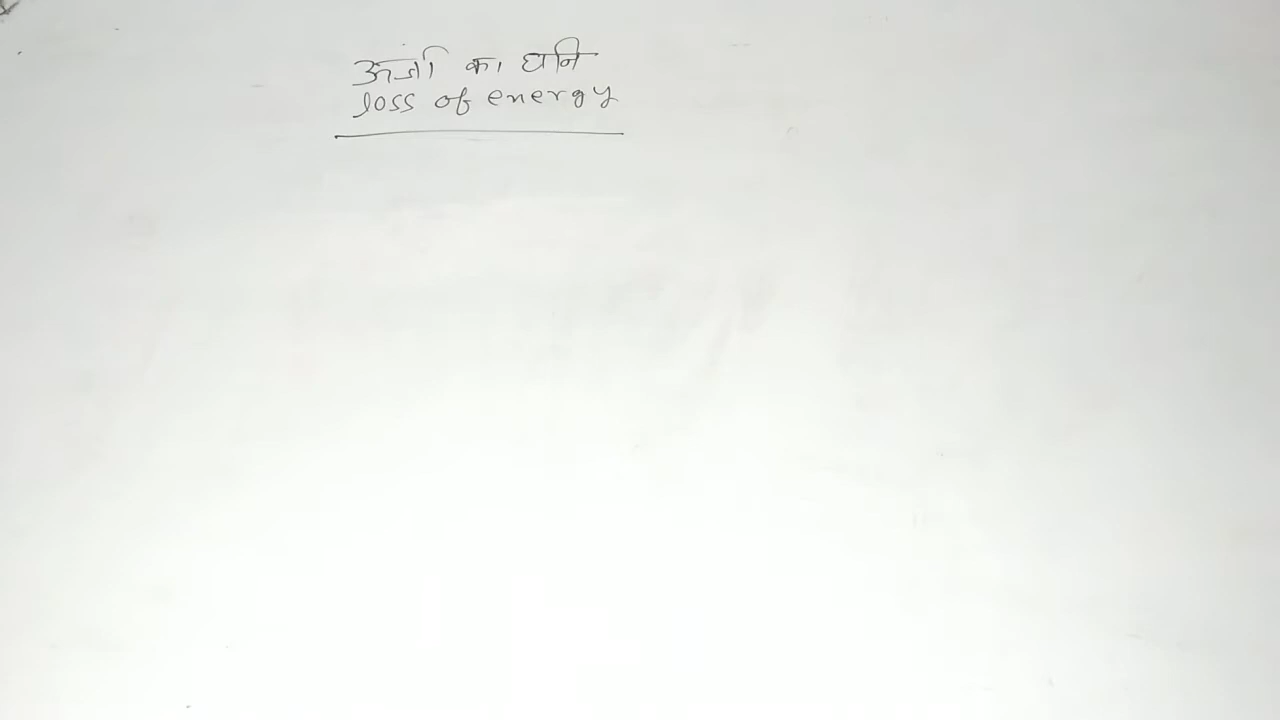 ऊर्जा का घानि
loss of energy